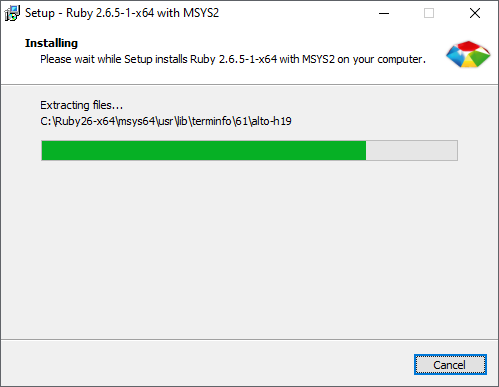 Setup - Ruby 2.6.5-1-x64 with MSYS2
Installing
Please wait while Setup installs Ruby 2.6.5-1-x64 with MSYS2 on your computer.
Extracting files...
C:\Ruby26-x64\msys64\usr\lib\terminfo\61\alto-h19
Cancel